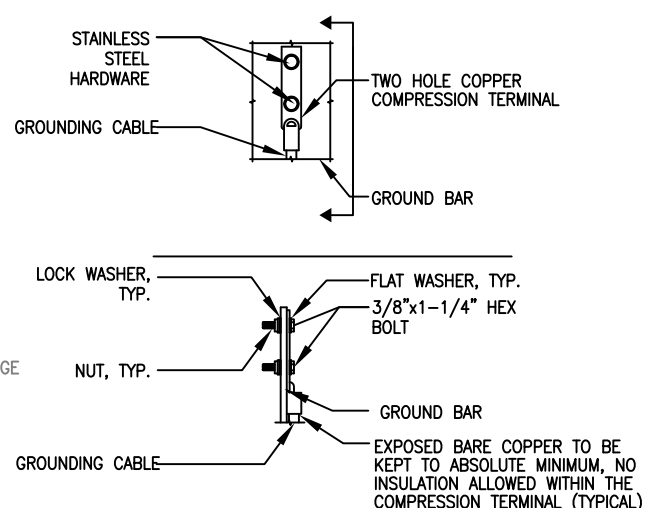 STAINLESS
STEEL
HARDWARE
TWO HOLE COPPER
COMPRESSION TERMINAL
GROUNDING CABLE
GROUND BAR
LOCK WASHER,
TYP.
FLAT WASHER, TYP.
3/8"x1-1/4" HEX
BOLT
NUT, TYP.
GE
GROUND BAR
GROUNDING CABLE
EXPOSED BARE COPPER TO BE
KEPT TO ABSOLUTE MINIMUM, NO
INSULATION ALLOWED WITHIN THE
COMPRESSION TERMINAL (TYPICAL)